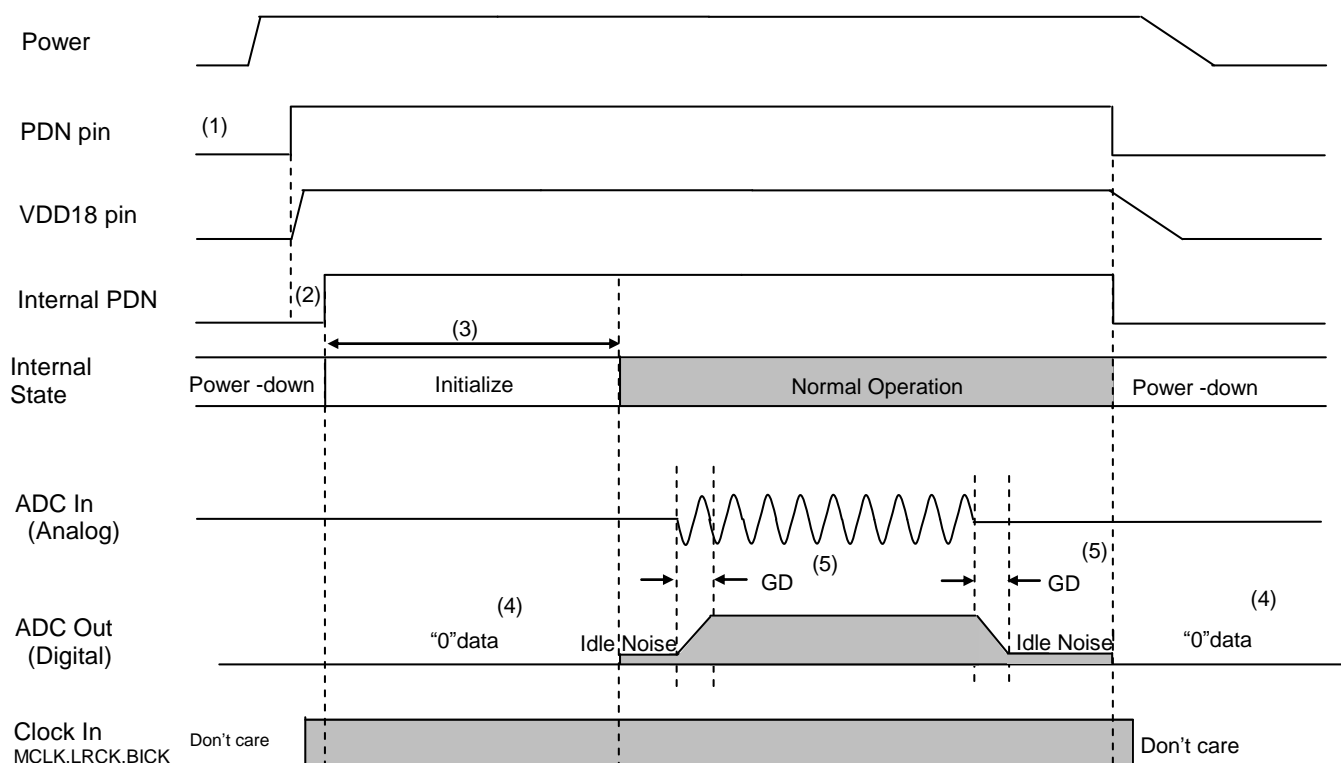 Power
PDN pin
(1)
VDD18 pin
Internal PDN
(2)
(3)
Internal
State
Power -down
Initialize
Normal Operation
Power -down
ADC In
(Analog)
(5)
(5)
GD
GD
(4)
(4)
ADC Out
(Digital)
“0”data
Idle Noise
Idle Noise
“0”data
Clock In
MCLK,LRCK,BICK
Don’t care
Don’t care